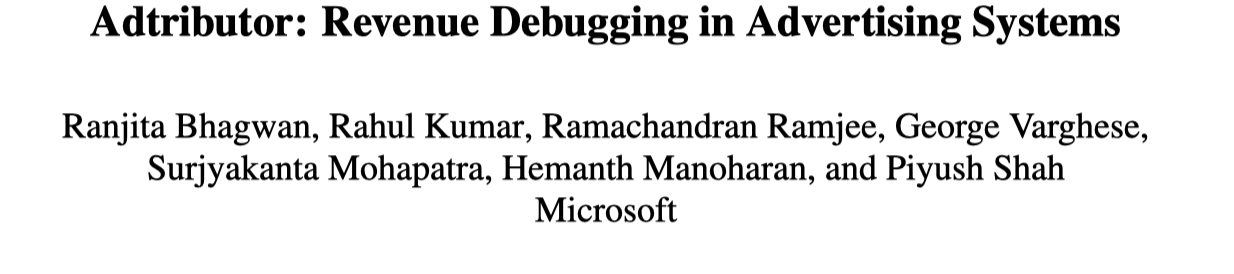 Adtributor: Revenue Debugging in Advertising Systems
Ranjita Bhagwan, Rahul Kumar, Ramachandran Ramjee, George Varghese,
Surjyakanta Mohapatra, Hemanth Manoharan, and Piyush Shah
Microsoft